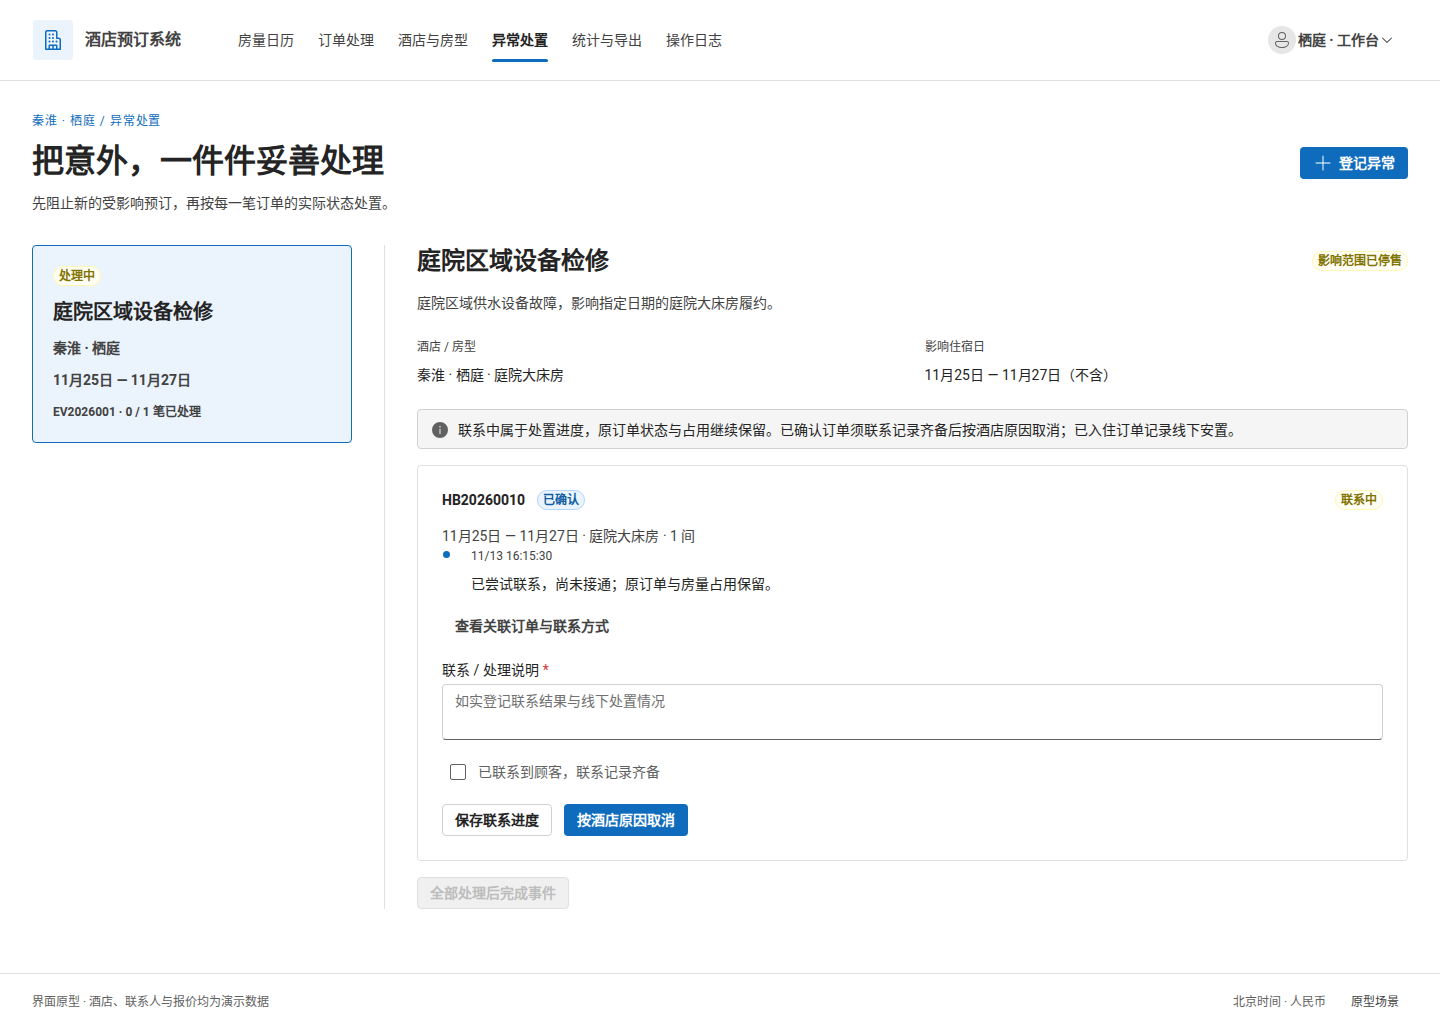 酒店预订系统
房量日历
订单处理
酒店与房型
异常处置
统计与导出
操作日志
栖庭 · 工作台
秦淮 · 栖庭 / 异常处置
把意外，一件件妥善处理
登记异常
先阻止新的受影响预订，再按每一笔订单的实际状态处置。
处理中
庭院区域设备检修
秦淮 · 栖庭
11月25日 — 11月27日
EV2026001 · 0 / 1 笔已处理
庭院区域设备检修
影响范围已停售
庭院区域供水设备故障，影响指定日期的庭院大床房履约。
酒店 / 房型
影响住宿日
秦淮 · 栖庭 · 庭院大床房
11月25日 — 11月27日（不含）
联系中属于处置进度，原订单状态与占用继续保留。已确认订单须联系记录齐备后按酒店原因取消；已入住订单记录线下安置。
HB20260010
已确认
联系中
11月25日 — 11月27日 · 庭院大床房 · 1 间
11/13 16:15:30
已尝试联系，尚未接通；原订单与房量占用保留。
查看关联订单与联系方式
联系 / 处理说明 *
如实登记联系结果与线下处置情况
已联系到顾客，联系记录齐备
保存联系进度
按酒店原因取消
全部处理后完成事件
界面原型 · 酒店、联系人与报价均为演示数据
北京时间 · 人民币
原型场景